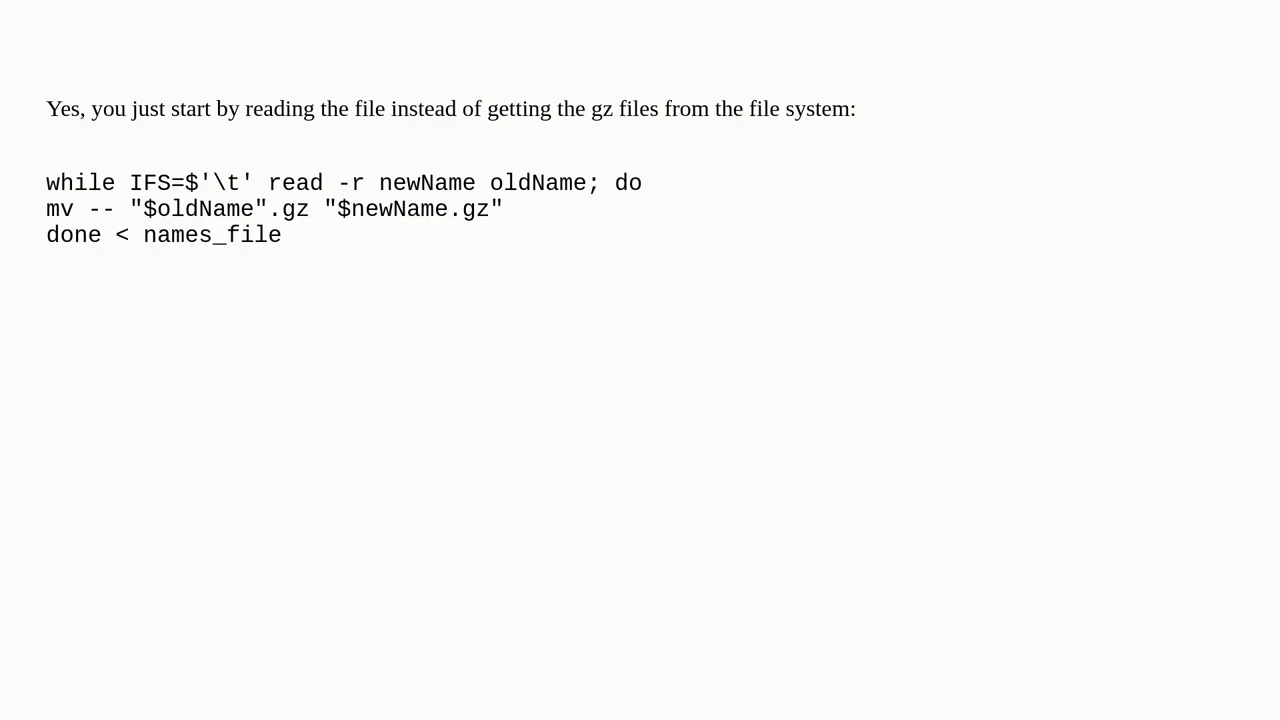 Yes, you just start by reading the file instead of getting the gz files from the file system:
while IFS=$'\t' read -r newName oldName; do
mv -- "$oldName".gz "$newName.gz"
done < names_file